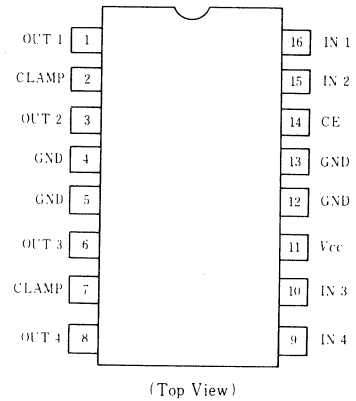 OUT 1 1 16 IN 1
CLAMP 2 15 IN 2
OUT 2 3 14 CE
GND 4 13 GND
GND 5 12 GND
OUT 3 6 11 Vcc
CLAMP 7 10 IN 3
OUT 4 8 9 IN 4
(Top View)